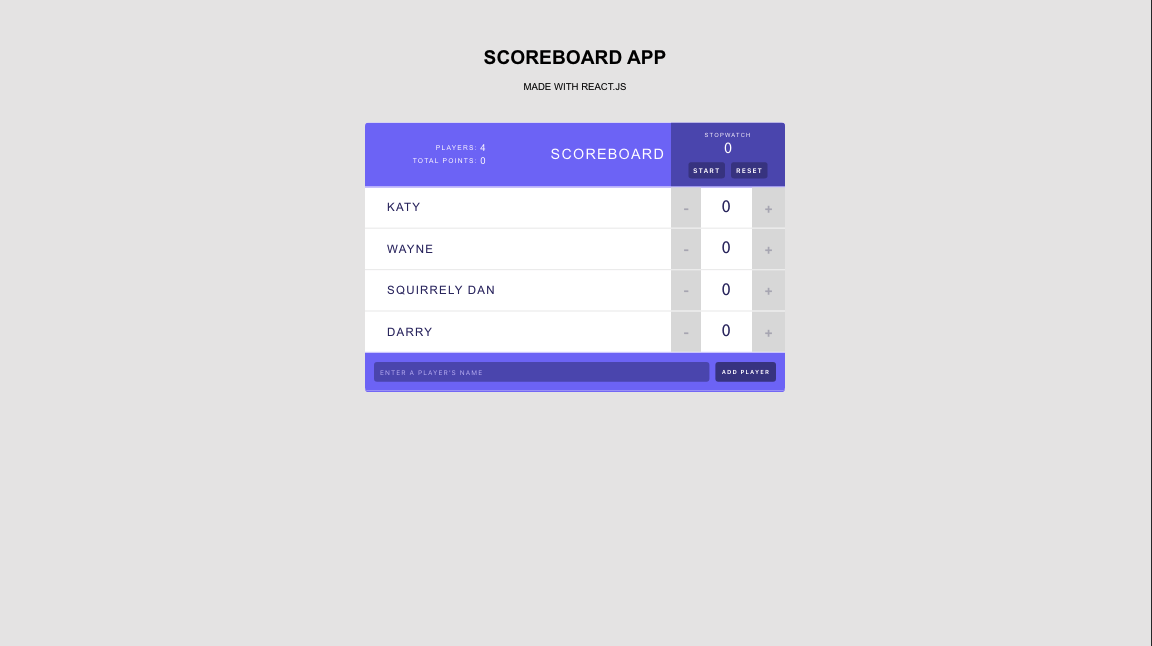 SCOREBOARD APP
MADE WITH REACT.JS
PLAYERS: 4
TOTAL POINTS: 0
SCOREBOARD
STOPWATCH
0
START RESET
KATY - 0 +
WAYNE - 0 +
SQUIRRELY DAN - 0 +
DARRY - 0 +
ENTER A PLAYER'S NAME ADD PLAYER